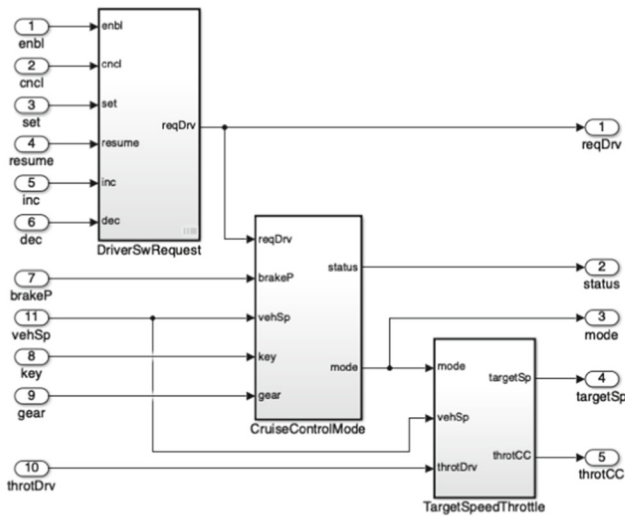 1
enbl
enbl
2
cncl
cncl
3
set
set
reqDrv
1
reqDrv
4
resume
resume
5
inc
inc
6
dec
dec
DriverSwRequest
reqDrv
7
brakeP
brakeP
status
2
status
11
vehSp
vehSp
3
mode
8
key
key
mode
mode
targetSp
4
targetSp
9
gear
gear
CruiseControlMode
vehSp
10
throtDrv
throtDrv
throtCC
5
throtCC
TargetSpeedThrottle